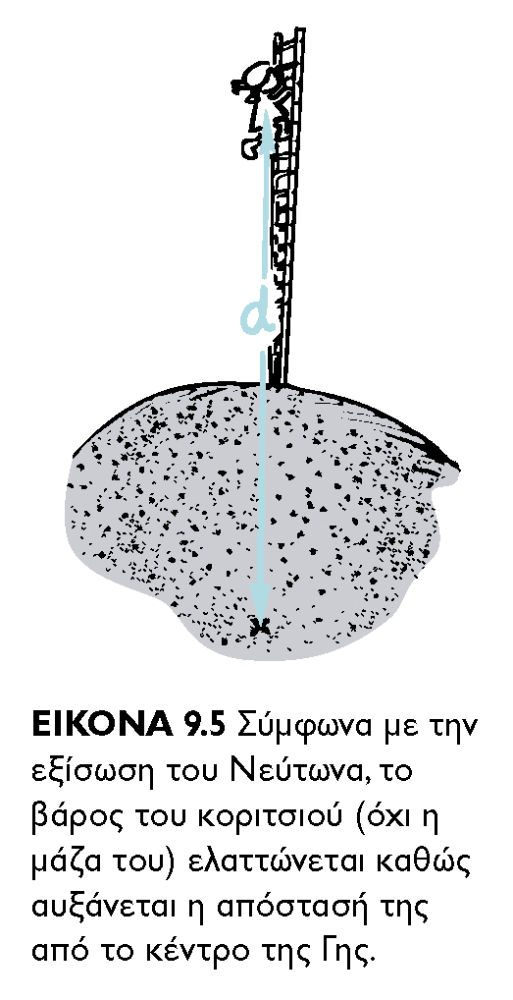 d
ΕΙΚΟΝΑ 9.5 Σύμφωνα με την
εξίσωση του Νεύτωνα, το
βάρος του κοριτσιού (όχι η
μάζα του) ελαττώνεται καθώς
αυξάνεται η απόστασή της
από το κέντρο της Γης.